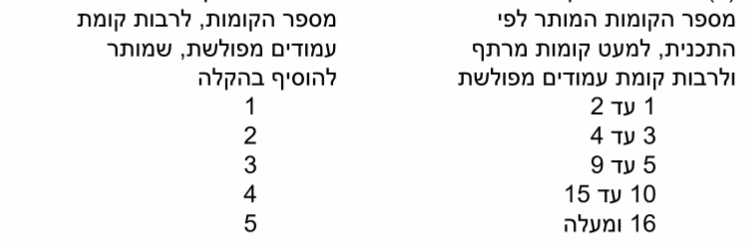 מספר הקומות המותר לפי מספר הקומות, לרבות קומת
התכנית, למעט קומות מרתף עמודים מפולשת, שמותר
ולרבות קומת עמודים מפולשת להוסיף בהקלה
1 עד 2 1
3 עד 4 2
5 עד 9 3
10 עד 15 4
16 ומעלה 5